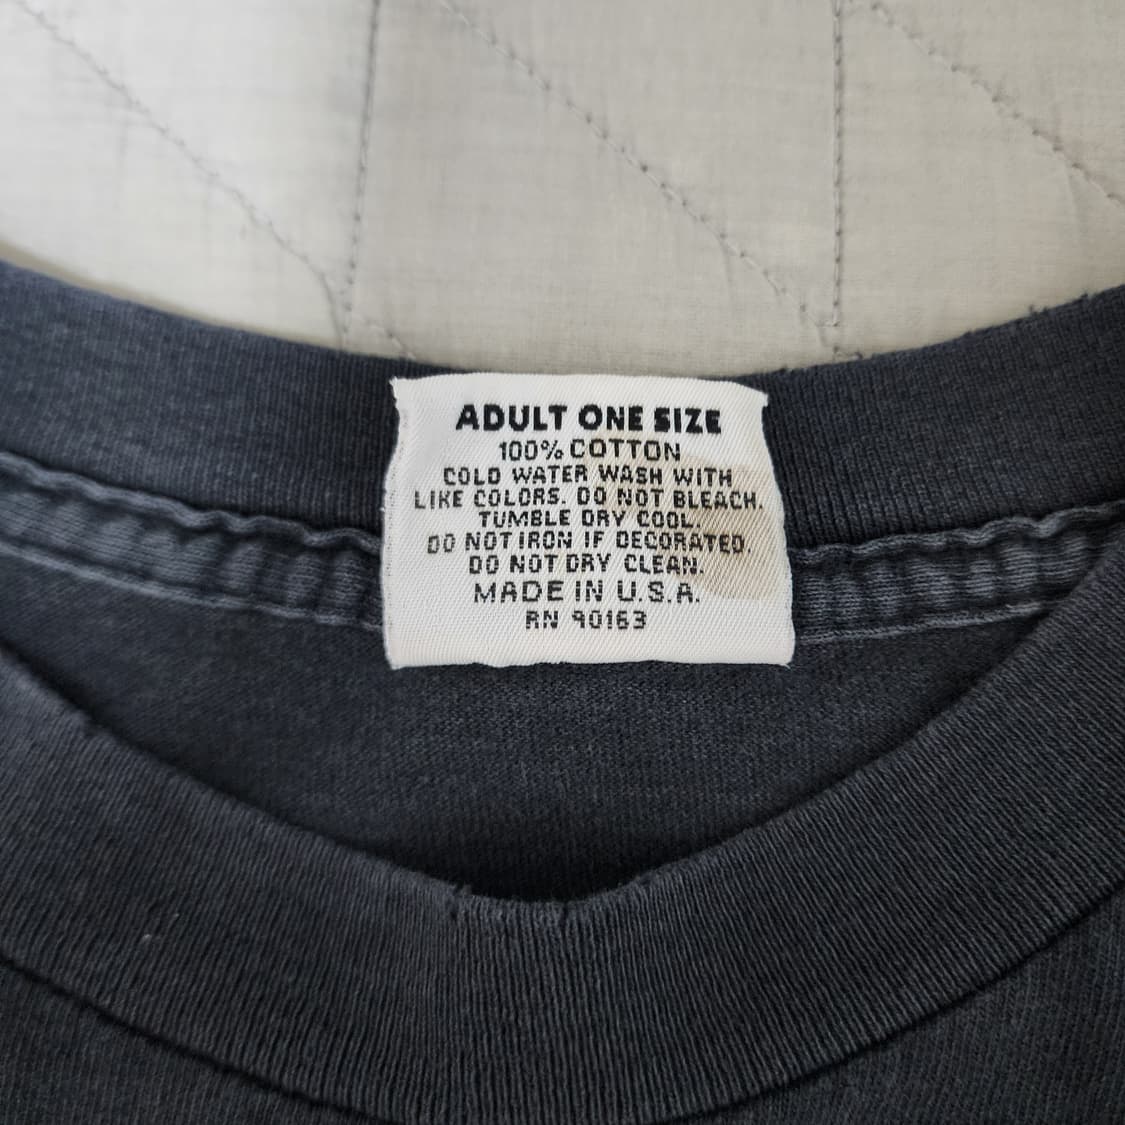 ADULT ONE SIZE
100% COTTON
COLD WATER WASH WITH
LIKE COLORS. DO NOT BLEACH.
TUMBLE DRY COOL.
DO NOT IRON IF DECORATED.
DO NOT DRY CLEAN.
MADE IN U.S.A.
RN 90163